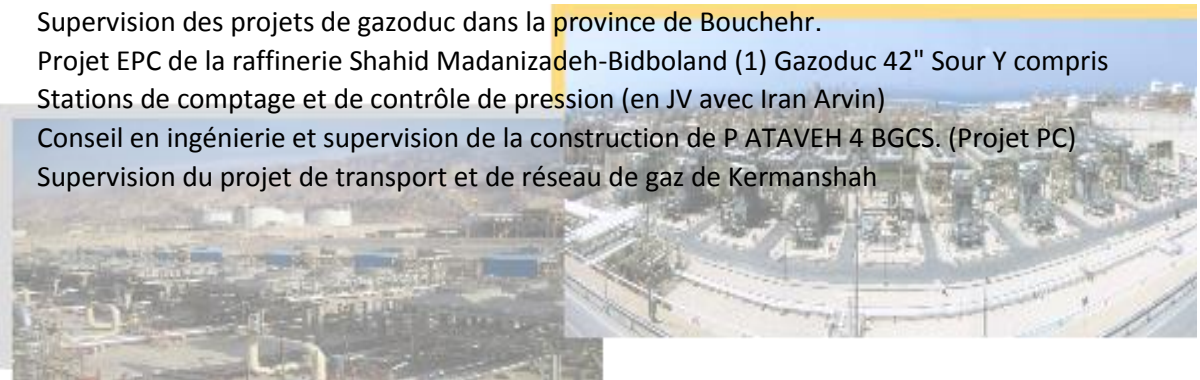 Supervision des projets de gazoduc dans la province de Bouchehr.
Projet EPC de la raffinerie Shahid Madanizadeh-Bidboland (1) Gazoduc 42" Sour Y compris
Stations de comptage et de contrôle de pression (en JV avec Iran Arvin)
Conseil en ingénierie et supervision de la construction de P ATAVEH 4 BGCS. (Projet PC)
Supervision du projet de transport et de réseau de gaz de Kermanshah